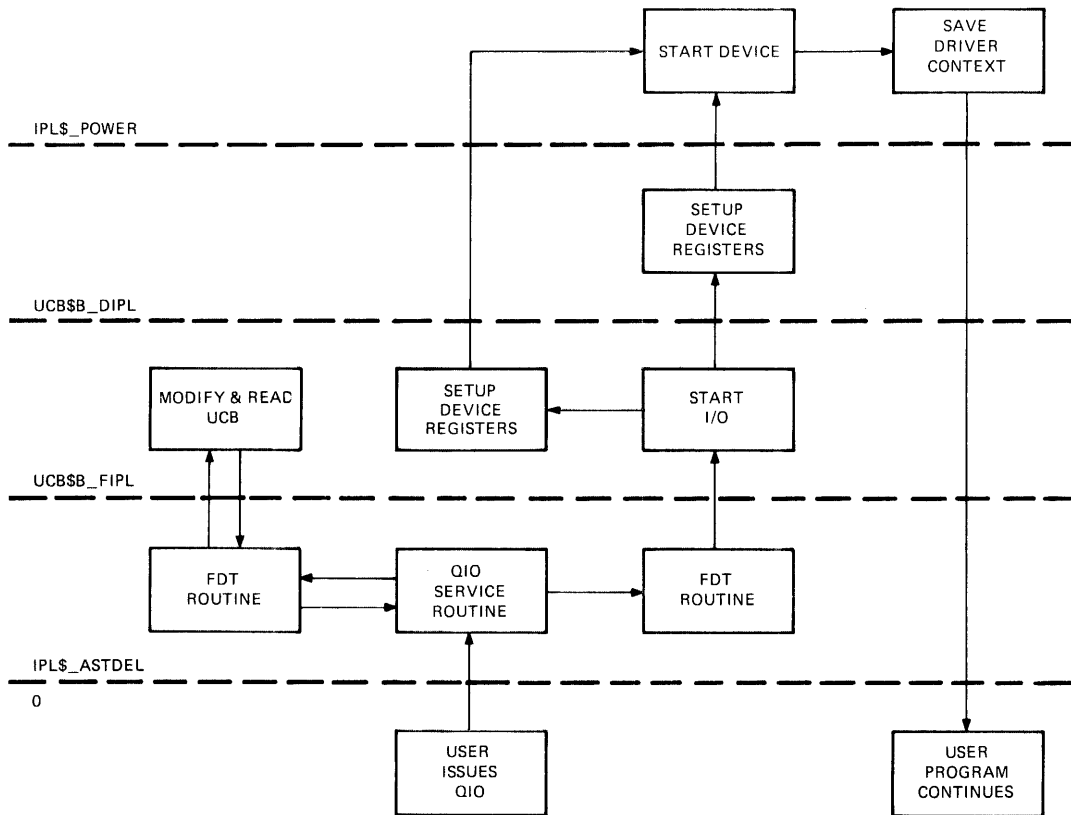 START DEVICE
SAVE
DRIVER
CONTEXT
IPL$_POWER
SETUP
DEVICE
REGISTERS
UCB$B_DIPL
MODIFY & READ
UCB
SETUP
DEVICE
REGISTERS
START
I/O
UCB$B_FIPL
FDT
ROUTINE
QIO
SERVICE
ROUTINE
FDT
ROUTINE
IPL$_ASTDEL
0
USER
ISSUES
QIO
USER
PROGRAM
CONTINUES